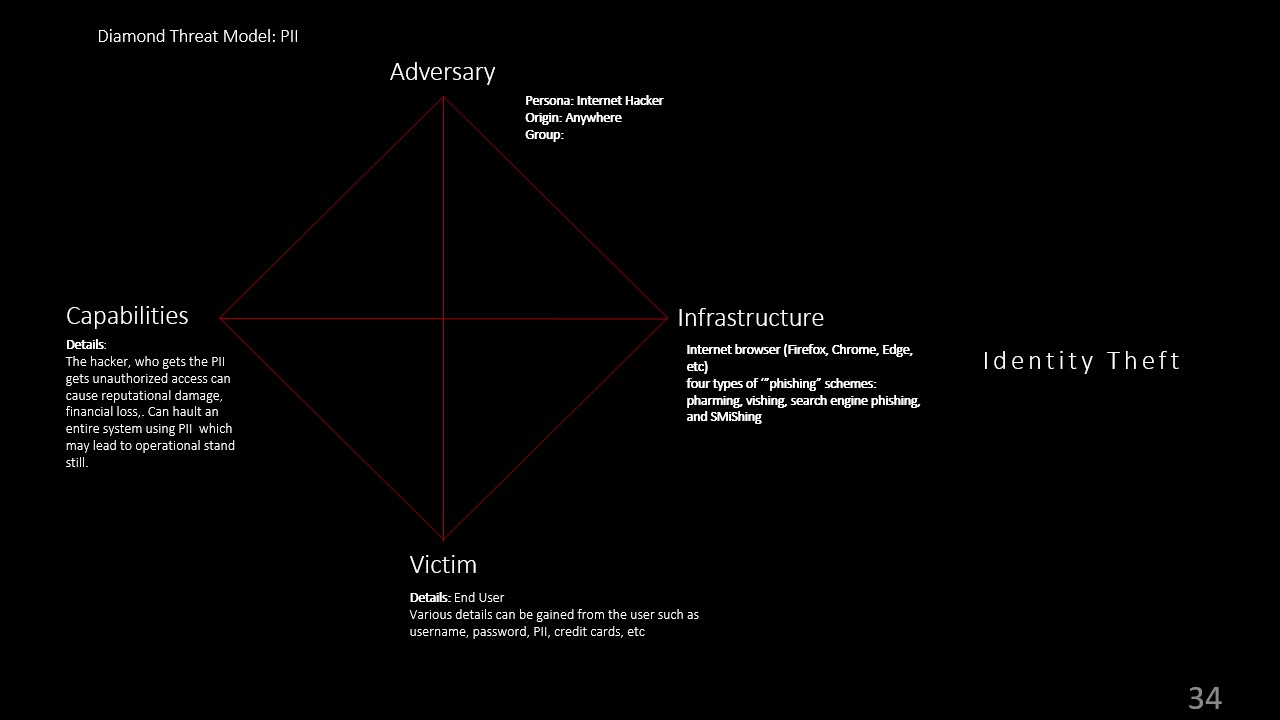 Diamond Threat Model: PII
Adversary
Persona: Internet Hacker
Origin: Anywhere
Group:
Capabilities
Details:
The hacker, who gets the PII
gets unauthorized access can
cause reputational damage,
financial loss,. Can hault an
entire system using PII  which
may lead to operational stand
still.
Infrastructure
Internet browser (Firefox, Chrome, Edge,
etc)
four types of ‘”phishing” schemes:
pharming, vishing, search engine phishing,
and SMiShing
Identity Theft
Victim
Details: End User
Various details can be gained from the user such as
username, password, PII, credit cards, etc
34